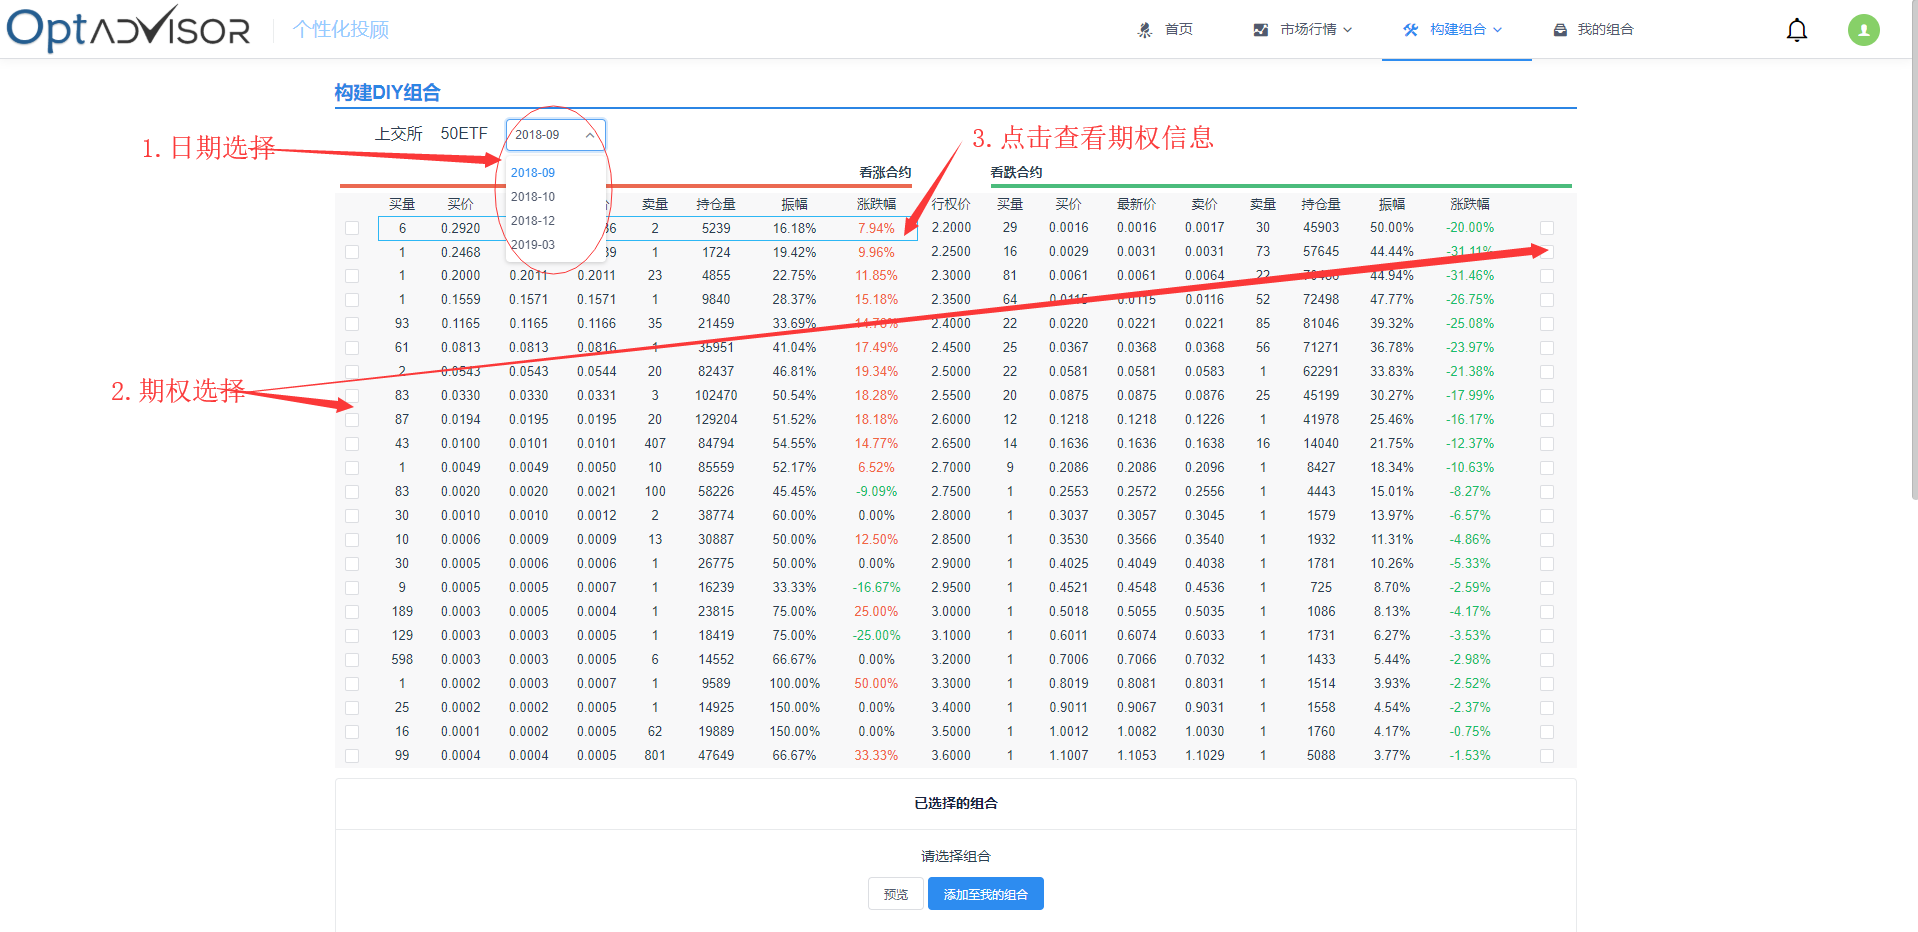 OptADVISOR 个性化投顾 首页 市场行情 构建组合 我的组合
构建DIY组合
上交所 50ETF 2018-09
1.日期选择
3.点击查看期权信息
2018-09
2018-10
2018-12
2019-03
看涨合约 看跌合约
买量 买价 价 卖量 持仓量 振幅 涨跌幅 行权价 买量 买价 最新价 卖价 卖量 持仓量 振幅 涨跌幅
6 0.2920 36 2 5239 16.18% 7.94% 2.2000 29 0.0016 0.0016 0.0017 30 45903 50.00% -20.00%
1 0.2468 39 1 1724 19.42% 9.96% 2.2500 16 0.0029 0.0031 0.0031 73 57645 44.44% -31.11%
1 0.2000 0.2011 0.2011 23 4855 22.75% 11.85% 2.3000 81 0.0061 0.0061 0.0064 22 44.94% -31.46%
1 0.1559 0.1571 0.1571 1 9840 28.37% 15.18% 2.3500 64 0.0115 0.0115 0.0116 52 72498 47.77% -26.75%
93 0.1165 0.1165 0.1166 35 21459 33.69% 2.4000 22 0.0220 0.0221 0.0221 85 81046 39.32% -25.08%
61 0.0813 0.0813 0.0816 1 35951 41.04% 17.49% 2.4500 25 0.0367 0.0368 0.0368 56 71271 36.78% -23.97%
2 0.0543 0.0543 0.0544 20 82437 46.81% 19.34% 2.5000 22 0.0581 0.0581 0.0583 1 62291 33.83% -21.38%
2.期权选择
83 0.0330 0.0330 0.0331 3 102470 50.54% 18.28% 2.5500 20 0.0875 0.0875 0.0876 25 45199 30.27% -17.99%
87 0.0194 0.0195 0.0195 20 129204 51.52% 18.18% 2.6000 12 0.1218 0.1218 0.1226 1 41978 25.46% -16.17%
43 0.0100 0.0101 0.0101 407 84794 54.55% 14.77% 2.6500 14 0.1636 0.1636 0.1638 16 14040 21.75% -12.37%
1 0.0049 0.0049 0.0050 10 85559 52.17% 6.52% 2.7000 9 0.2086 0.2086 0.2096 1 8427 18.34% -10.63%
83 0.0020 0.0020 0.0021 100 58226 45.45% -9.09% 2.7500 1 0.2553 0.2572 0.2556 1 4443 15.01% -8.27%
30 0.0010 0.0010 0.0012 2 38774 60.00% 0.00% 2.8000 1 0.3037 0.3057 0.3045 1 1579 13.97% -6.57%
10 0.0006 0.0009 0.0009 13 30887 50.00% 12.50% 2.8500 1 0.3530 0.3566 0.3540 1 1932 11.31% -4.86%
30 0.0005 0.0006 0.0006 1 26775 50.00% 0.00% 2.9000 1 0.4025 0.4049 0.4038 1 1781 10.26% -5.33%
9 0.0005 0.0005 0.0007 1 16239 33.33% -16.67% 2.9500 1 0.4521 0.4548 0.4536 1 725 8.70% -2.59%
189 0.0003 0.0005 0.0004 1 23815 75.00% 25.00% 3.0000 1 0.5018 0.5055 0.5035 1 1086 8.13% -4.17%
129 0.0003 0.0003 0.0005 1 18419 75.00% -25.00% 3.1000 1 0.6011 0.6074 0.6033 1 1731 6.27% -3.53%
598 0.0003 0.0003 0.0005 6 14552 66.67% 0.00% 3.2000 1 0.7006 0.7066 0.7032 1 1433 5.44% -2.98%
1 0.0002 0.0003 0.0007 1 9589 100.00% 50.00% 3.3000 1 0.8019 0.8081 0.8031 1 1514 3.93% -2.52%
25 0.0002 0.0002 0.0005 1 14925 150.00% 0.00% 3.4000 1 0.9011 0.9067 0.9031 1 1558 4.54% -2.37%
16 0.0001 0.0002 0.0005 62 19889 150.00% 0.00% 3.5000 1 1.0012 1.0082 1.0030 1 1760 4.17% -0.75%
99 0.0004 0.0004 0.0005 801 47649 66.67% 33.33% 3.6000 1 1.1007 1.1053 1.1029 1 5088 3.77% -1.53%
已选择的组合
请选择组合
预览 添加至我的组合